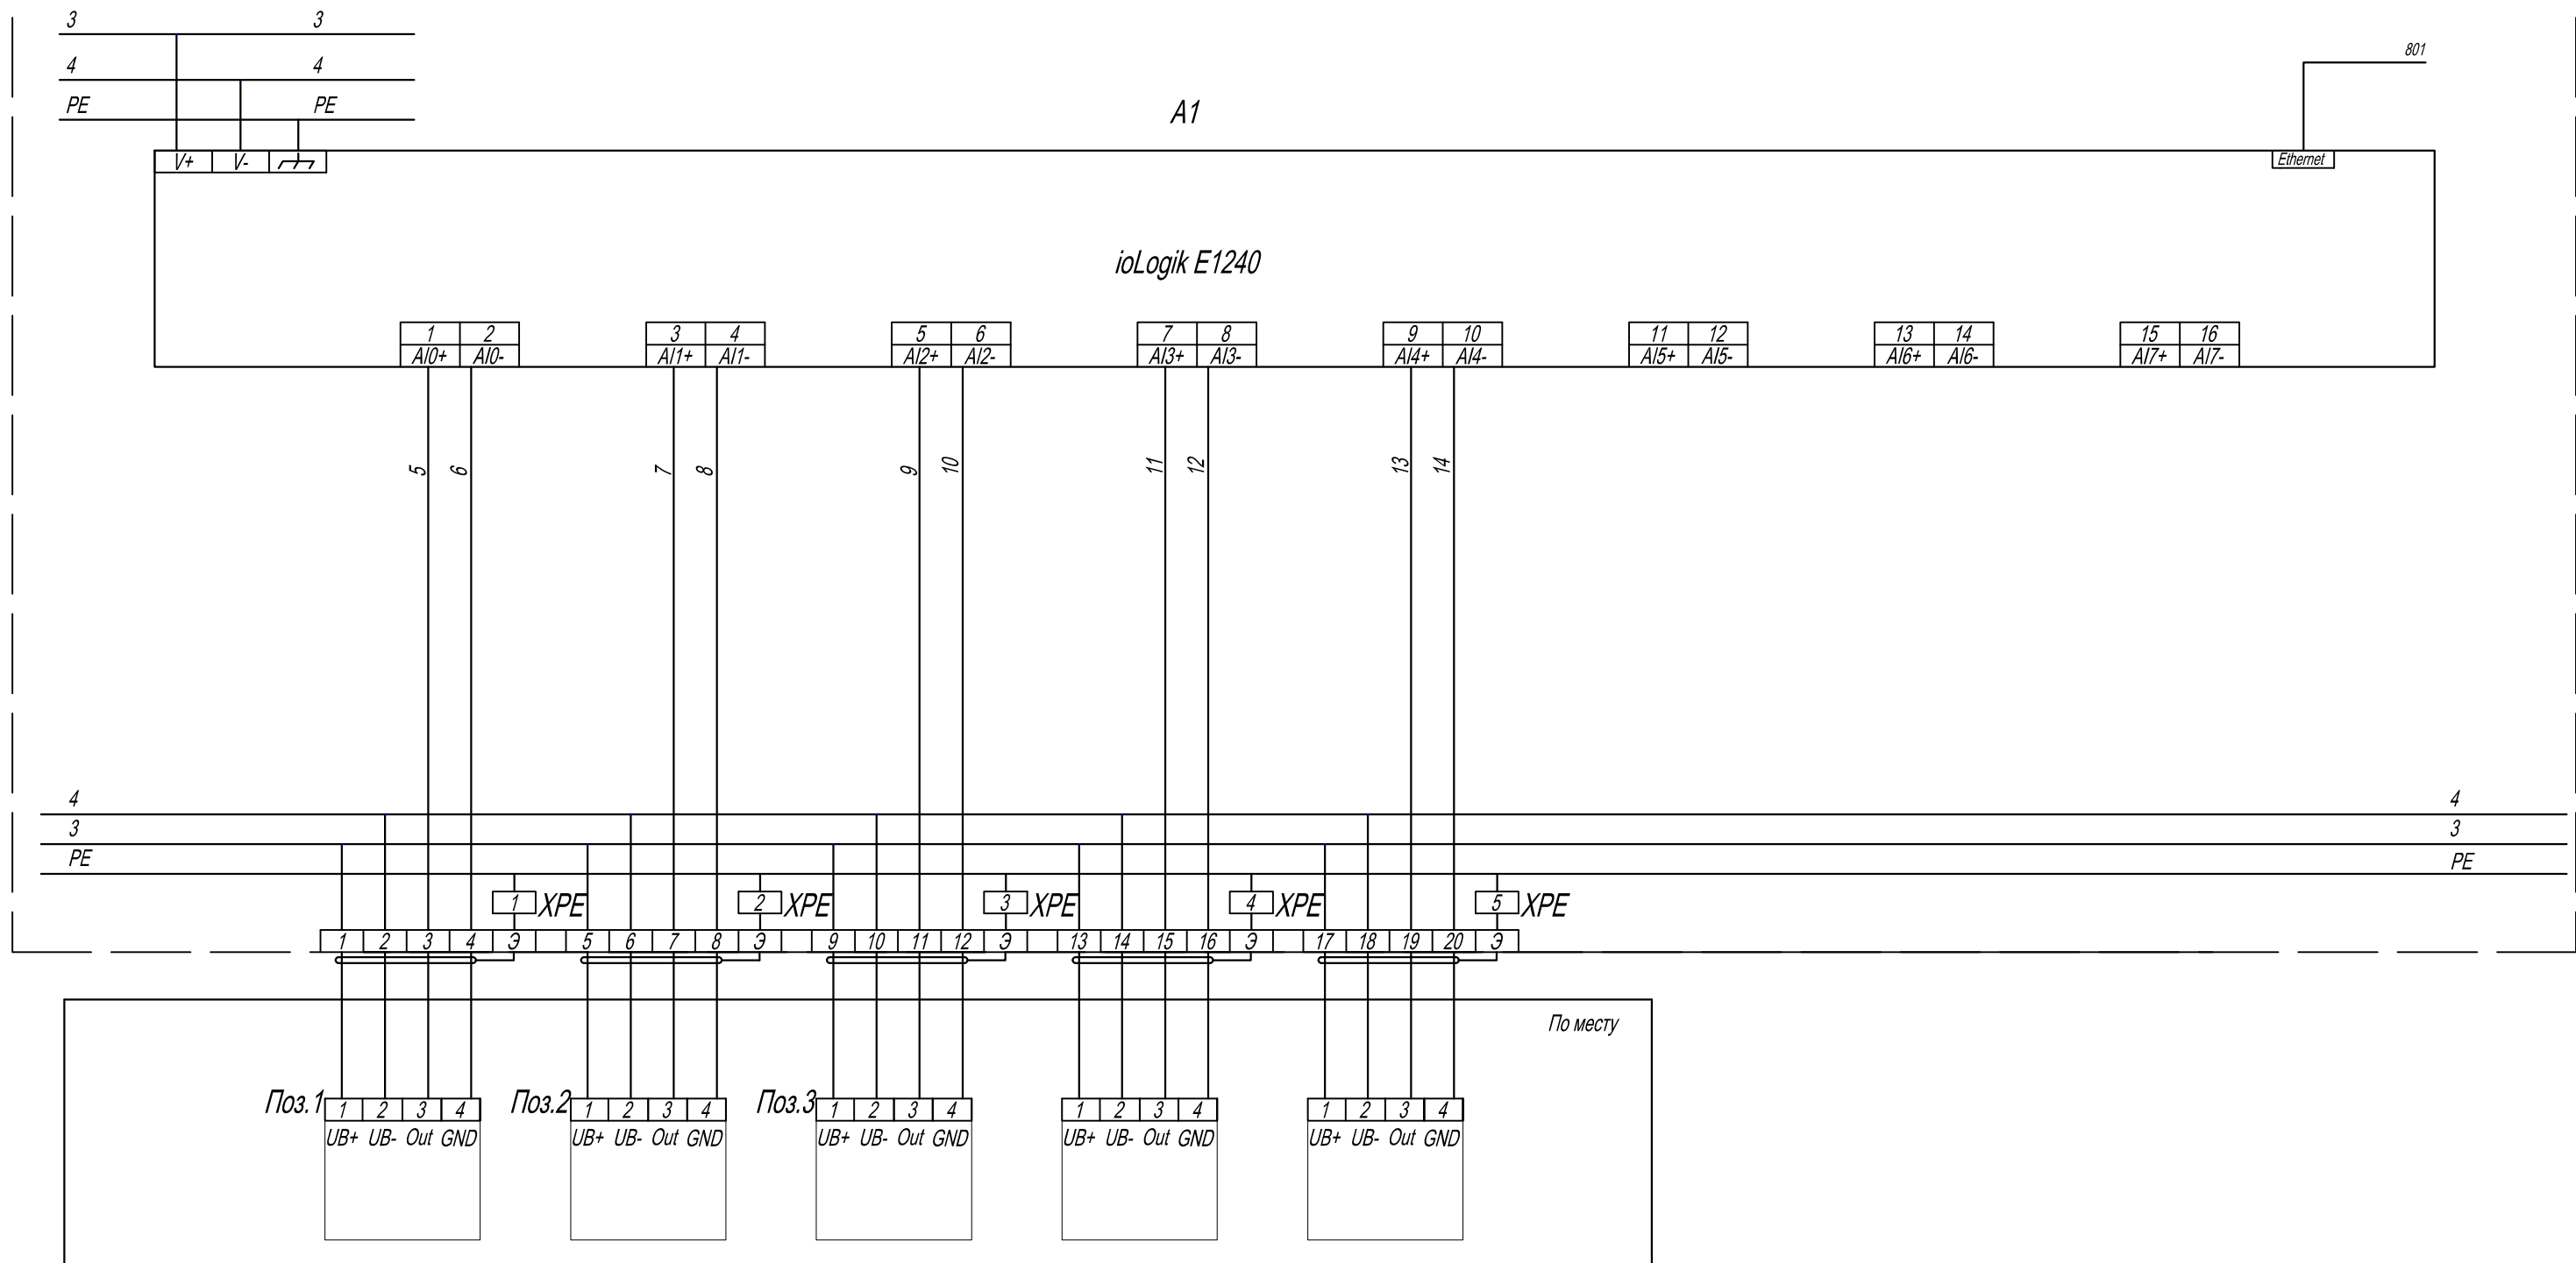 3 3
801
4 4
PE PE
A1
V+ V- Ethernet
ioLogik E1240
1 2 3 4 5 6 7 8 9 10 11 12 13 14 15 16
AI0+ AI0- AI1+ AI1- AI2+ AI2- AI3+ AI3- AI4+ AI4- AI5+ AI5- AI6+ AI6- AI7+ AI7-
5 6 7 8 9 10 11 12 13 14
4 4
3 3
PE PE
1 XPE 2 XPE 3 XPE 4 XPE 5 XPE
1 2 3 4 Э 5 6 7 8 Э 9 10 11 12 Э 13 14 15 16 Э 17 18 19 20 Э
По месту
Поз.1 1 2 3 4 Поз.2 1 2 3 4 Поз.3 1 2 3 4 1 2 3 4 1 2 3 4
UB+ UB- Out GND UB+ UB- Out GND UB+ UB- Out GND UB+ UB- Out GND UB+ UB- Out GND